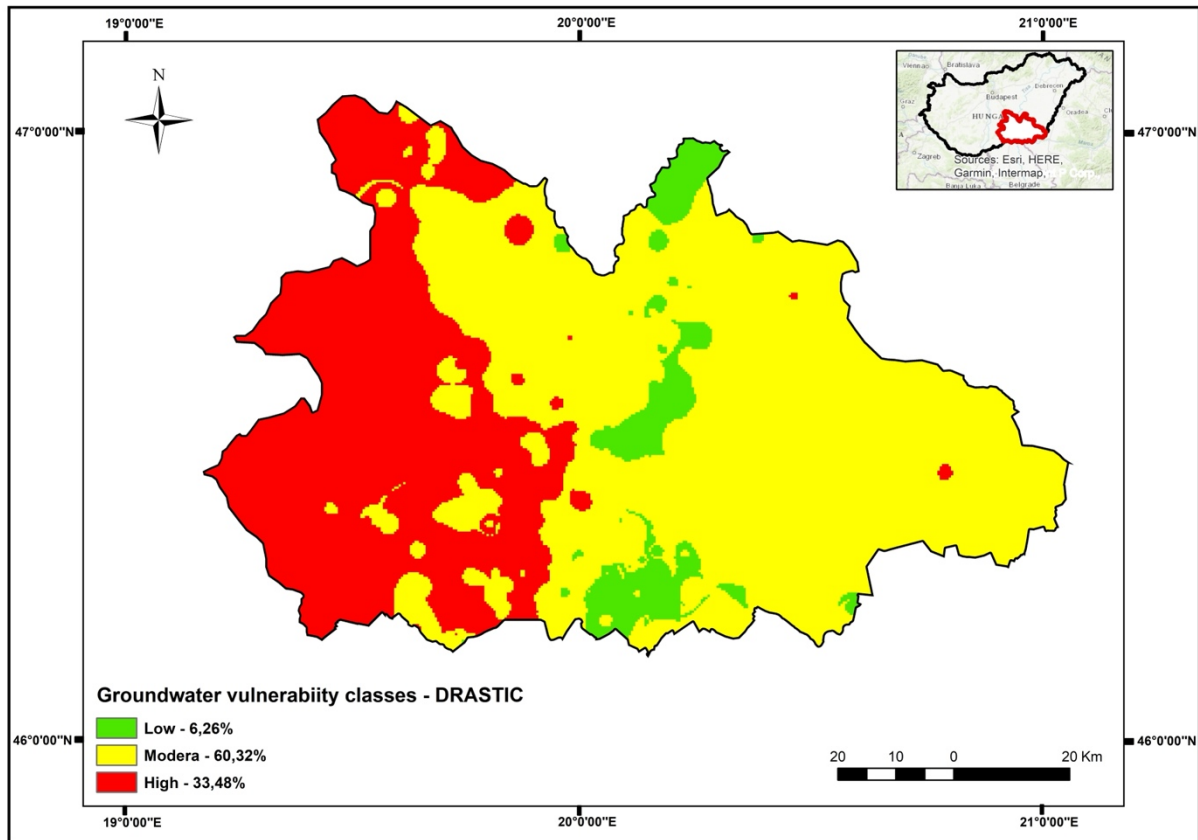 19°0'0"E
20°0'0"E
21°0'0"E
N
47°0'0"N
47°0'0"N
Viennay
Bratislava
Budapest
Debrecen
Graz
Oradea
HUNGA
Zagreb
Sources: Esri, HERE,
Garmin, Intermap,
P Corp.,
Banja Luka
Belgrade
Groundwater vulnerabiity classes - DRASTIC
Low - 6,26%
Modera - 60,32%
High - 33,48%
46°0'0"N
46°0'0"N
20 10 0 20 Km
19°0'0"E
20°0'0"E
21°0'0"E